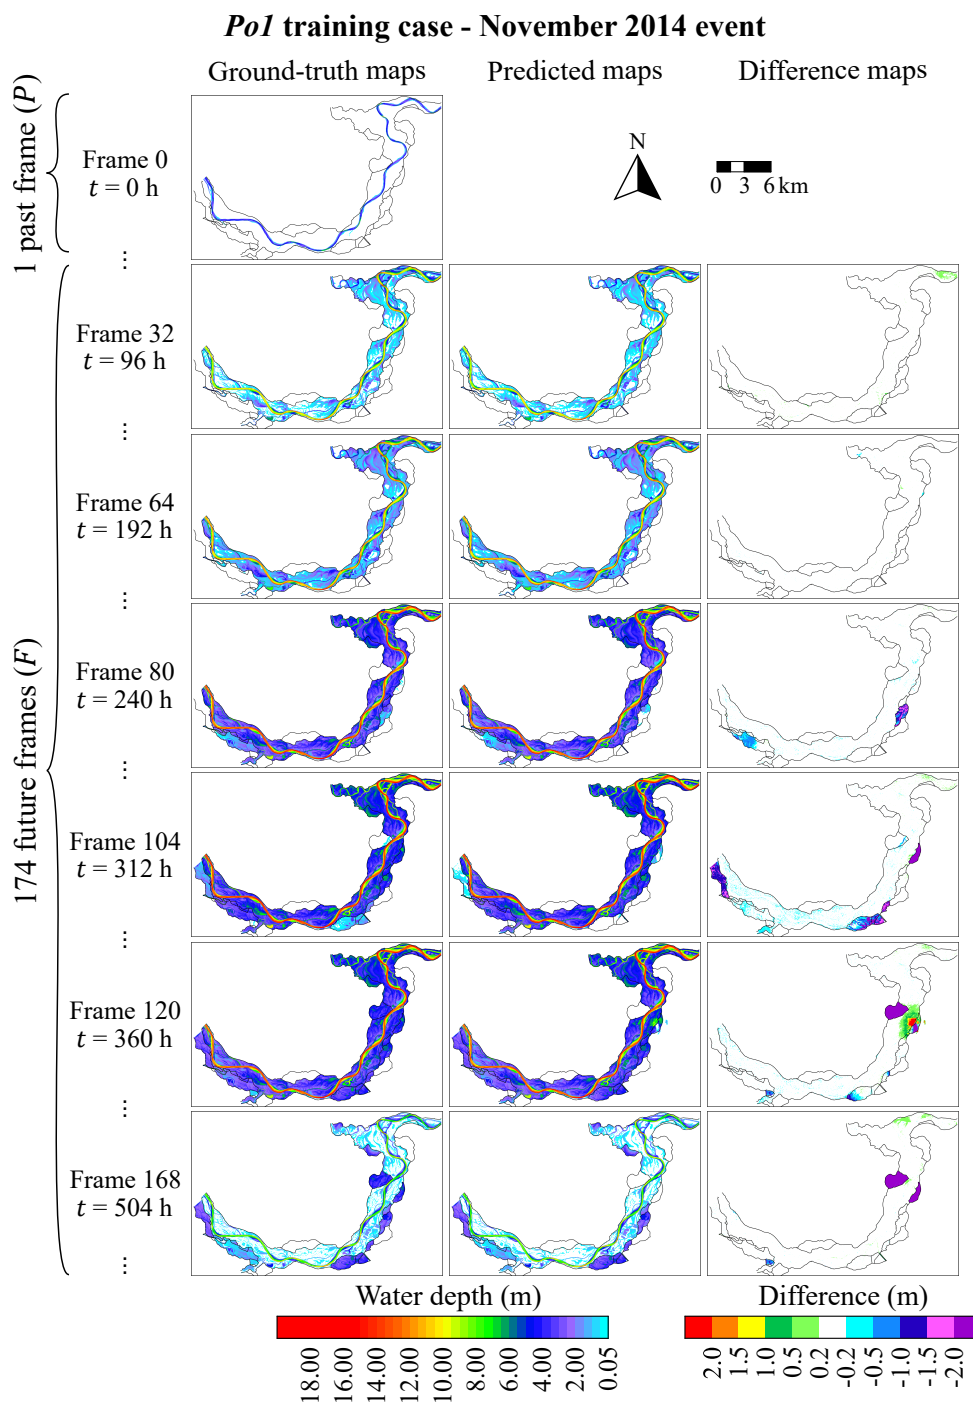 Po1 training case - November 2014 event
Ground-truth maps
Predicted maps
Difference maps
1 past frame (P)
Frame 0
t = 0 h
N
0 3 6 km
⋮
174 future frames (F)
Frame 32
t = 96 h
⋮
Frame 64
t = 192 h
⋮
Frame 80
t = 240 h
⋮
Frame 104
t = 312 h
⋮
Frame 120
t = 360 h
⋮
Frame 168
t = 504 h
⋮
Water depth (m)
18.00 16.00 14.00 12.00 10.00 8.00 6.00 4.00 2.00 0.05
Difference (m)
2.0 1.5 1.0 0.5 0.2 -0.2 -0.5 -1.0 -1.5 -2.0